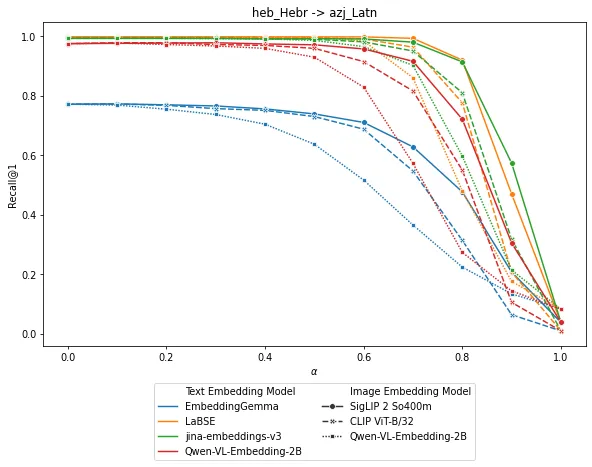 heb_Hebr -> azj_Latn
Recall@1
1.0
0.8
0.6
0.4
0.2
0.0
0.0
0.2
0.4
0.6
0.8
1.0
α
Text Embedding Model
EmbeddingGemma
LaBSE
jina-embeddings-v3
Qwen-VL-Embedding-2B
Image Embedding Model
SigLIP 2 So400m
CLIP ViT-B/32
Qwen-VL-Embedding-2B